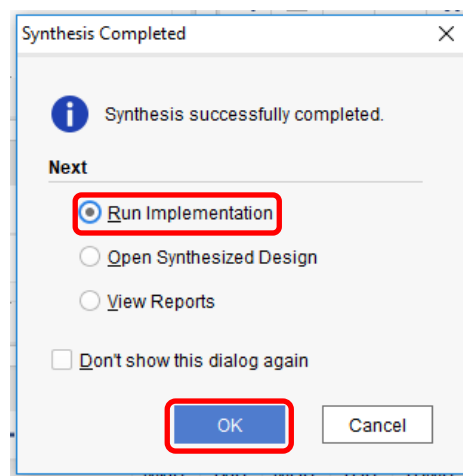 Synthesis Completed
Synthesis successfully completed.
Next
Run Implementation
Open Synthesized Design
View Reports
Don't show this dialog again
OK
Cancel